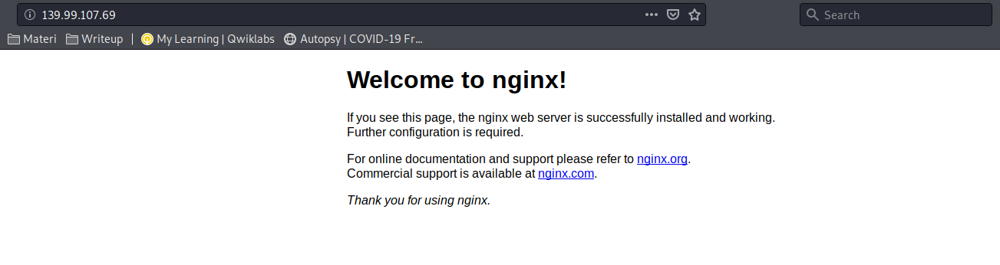 139.99.107.69 ••• Search
Materi Writeup | My Learning | Qwiklabs Autopsy | COVID-19 Fr...
Welcome to nginx!
If you see this page, the nginx web server is successfully installed and working.
Further configuration is required.
For online documentation and support please refer to nginx.org.
Commercial support is available at nginx.com.
Thank you for using nginx.